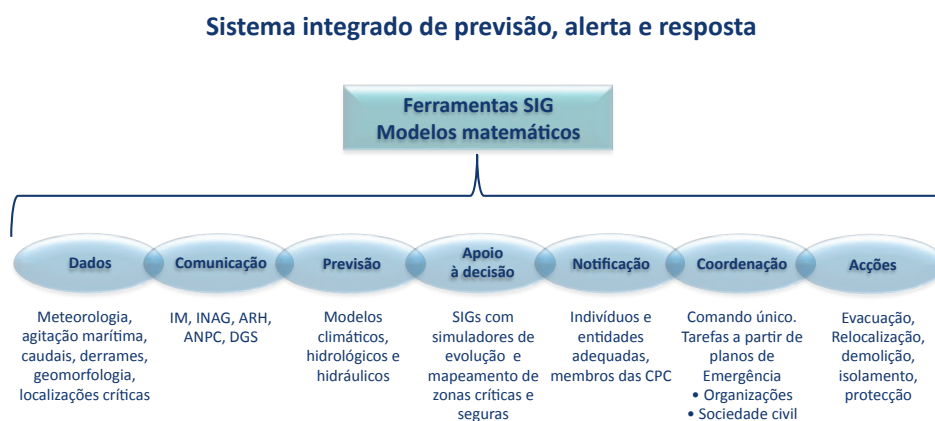 Sistema integrado de previsão, alerta e resposta
Ferramentas SIG
Modelos matemáticos
Dados
Meteorologia,
agitação marítima,
caudais, derrames,
geomorfologia,
localizações críticas
Comunicação
IM, INAG, ARH,
ANPC, DGS
Previsão
Modelos
climáticos,
hidrológicos e
hidráulicos
Apoio
à decisão
SIGs com
simuladores de
evolução e
mapeamento de
zonas críticas e
seguras
Notificação
Indivíduos e
entidades
adequadas,
membros das CPC
Coordenação
Comando único.
Tarefas a partir de
planos de
Emergência
• Organizações
• Sociedade civil
Acções
Evacuação,
Relocalização,
demolição,
isolamento,
protecção